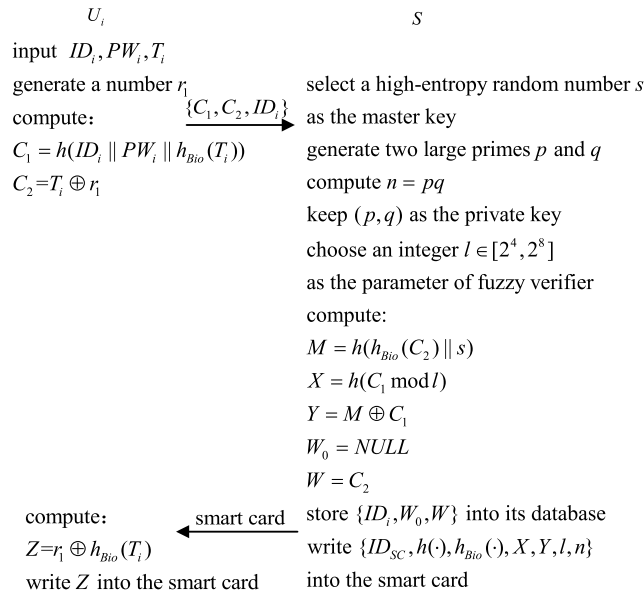 U_i
S
input ID_i, PW_i, T_i
generate a number r_1
compute：
C_1 = h(ID_i || PW_i || h_Bio(T_i))
C_2=T_i ⊕ r_1
{C_1, C_2, ID_i}
select a high-entropy random number s
as the master key
generate two large primes p and q
compute n = pq
keep (p, q) as the private key
choose an integer l ∈ [2^4, 2^8]
as the parameter of fuzzy verifier
compute:
M = h(h_Bio(C_2) || s)
X = h(C_1 mod l)
Y = M ⊕ C_1
W_0 = NULL
W = C_2
store {ID_i, W_0, W} into its database
write {ID_SC, h(·), h_Bio(·), X, Y, l, n}
into the smart card
smart card
compute：
Z=r_1 ⊕ h_Bio(T_i)
write Z into the smart card